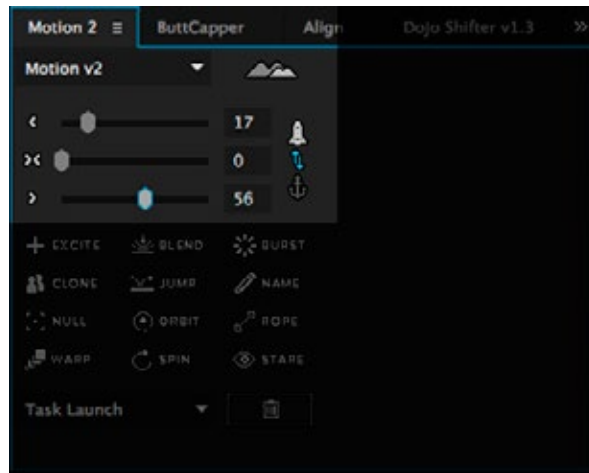 Motion 2 ButtCapper Align Dojo Shifter v1.3 »
Motion v2
‹ 17
›‹ 0
› 56
EXCITE BLEND BURST
CLONE JUMP NAME
NULL ORBIT ROPE
WARP SPIN STARE
Task Launch